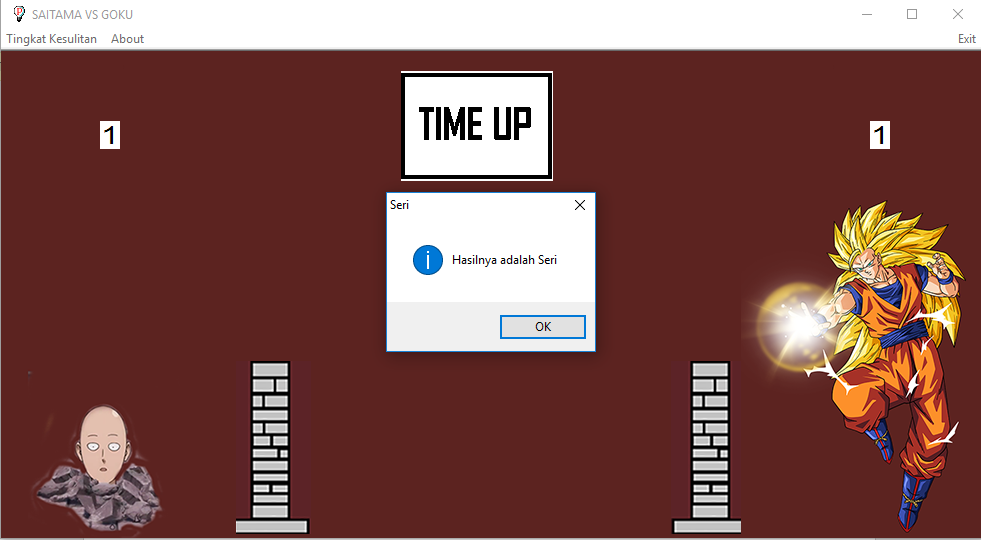 SAITAMA VS GOKU
Tingkat Kesulitan About Exit
TIME UP
1 1
Seri
Hasilnya adalah Seri
OK